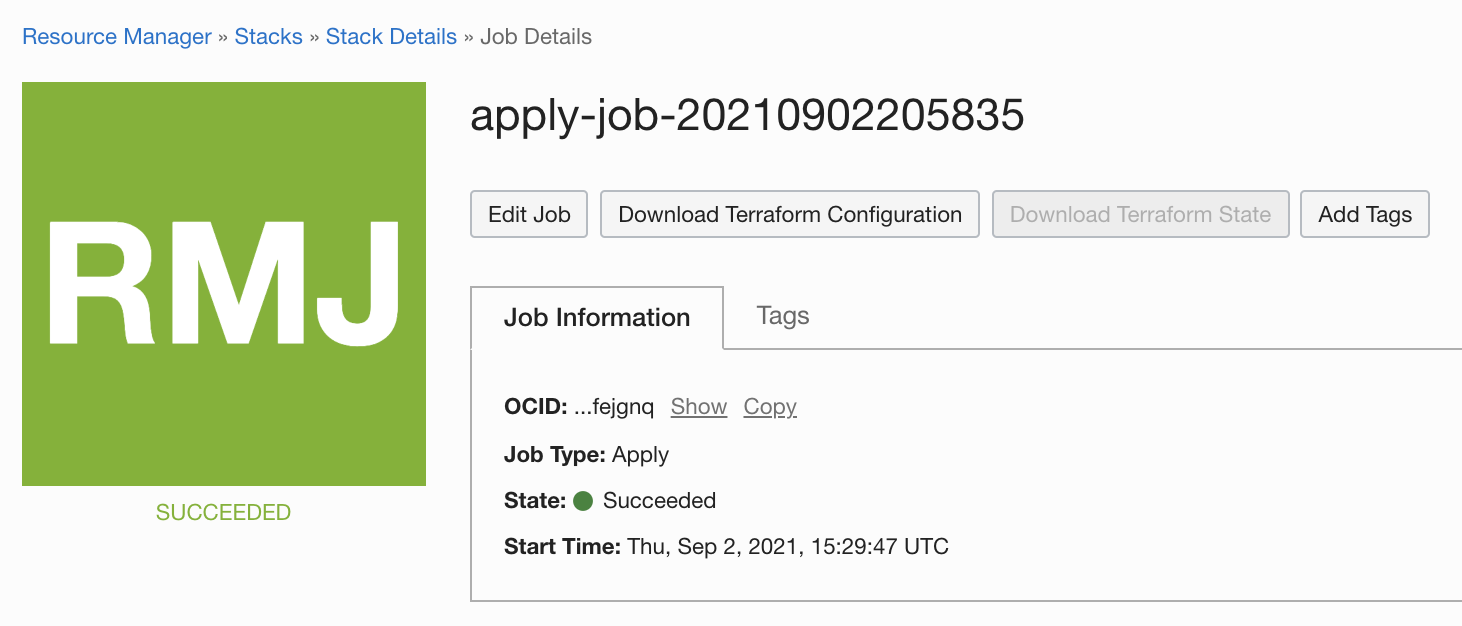 Resource Manager » Stacks » Stack Details » Job Details
RMJ
SUCCEEDED
apply-job-20210902205835
Edit Job Download Terraform Configuration Download Terraform State Add Tags
Job Information Tags
OCID: ...fejgnq Show Copy
Job Type: Apply
State: Succeeded
Start Time: Thu, Sep 2, 2021, 15:29:47 UTC